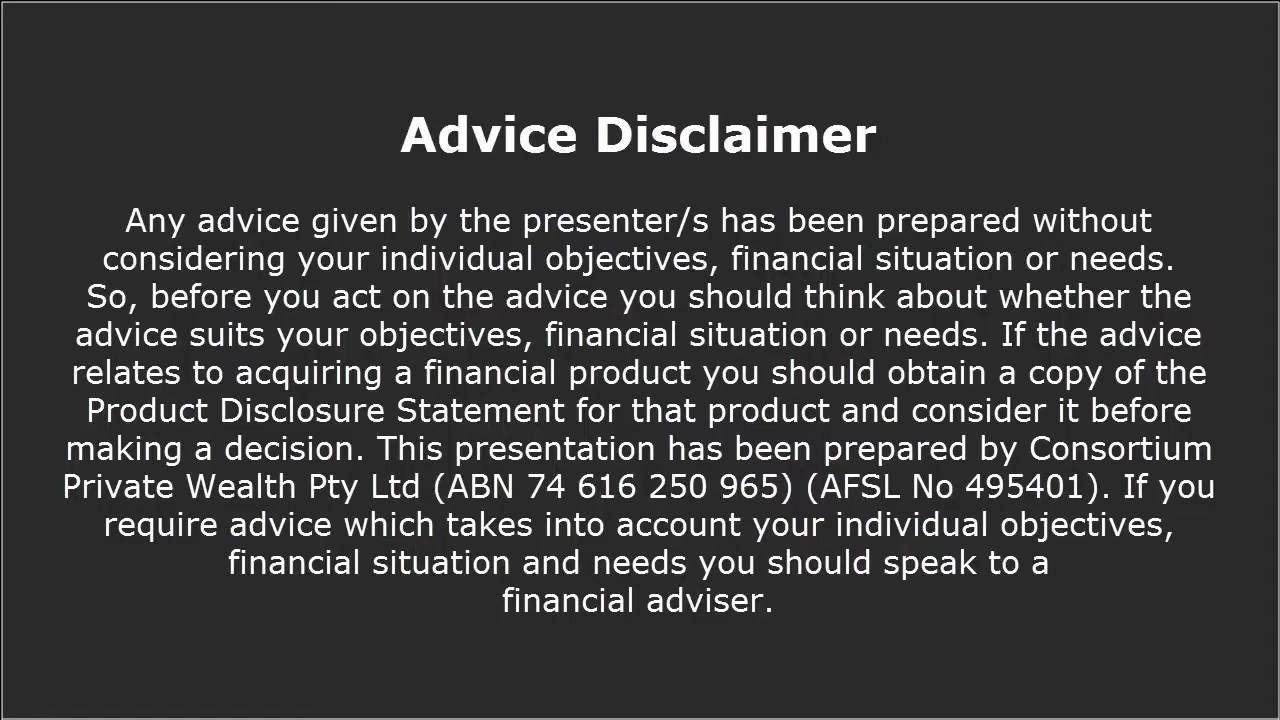 Advice Disclaimer
Any advice given by the presenter/s has been prepared without
considering your individual objectives, financial situation or needs.
So, before you act on the advice you should think about whether the
advice suits your objectives, financial situation or needs. If the advice
relates to acquiring a financial product you should obtain a copy of the
Product Disclosure Statement for that product and consider it before
making a decision. This presentation has been prepared by Consortium
Private Wealth Pty Ltd (ABN 74 616 250 965) (AFSL No 495401). If you
require advice which takes into account your individual objectives,
financial situation and needs you should speak to a
financial adviser.